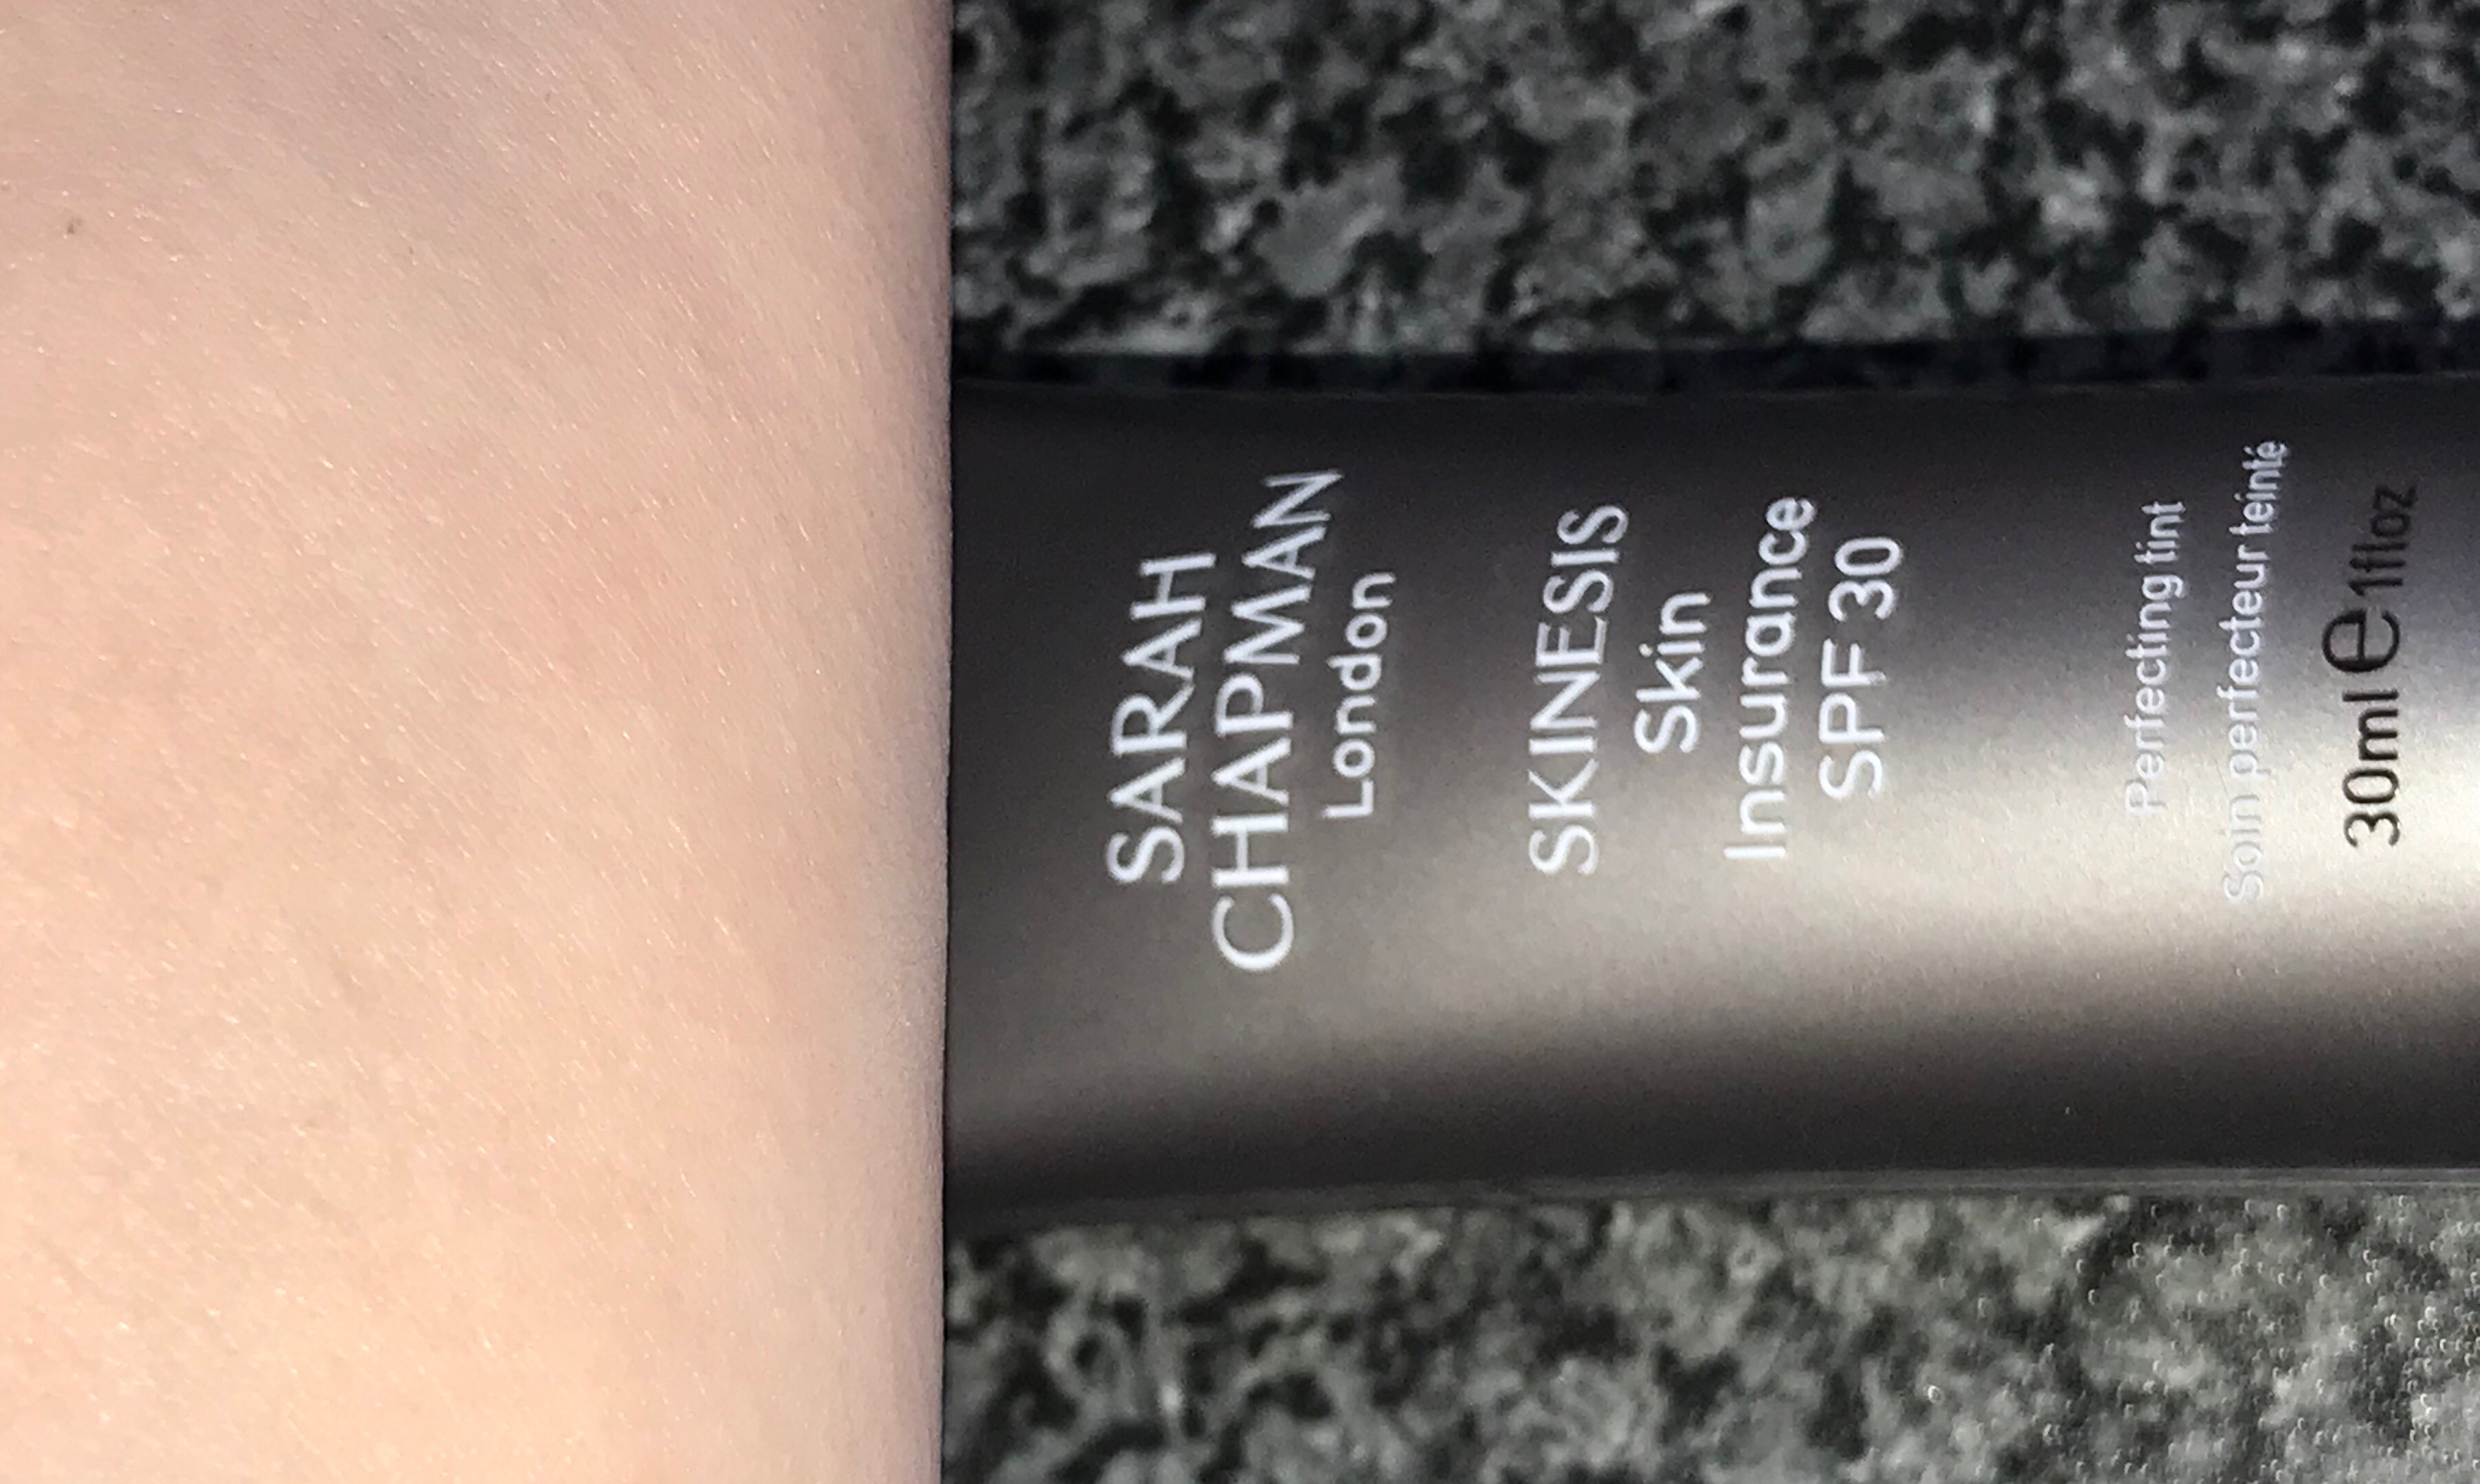 SARAH
CHAPMAN
London
SKINESIS
Skin
Insurance
SPF 30
Perfecting tint
Soin perfecteur teinté
30ml e 1fl oz